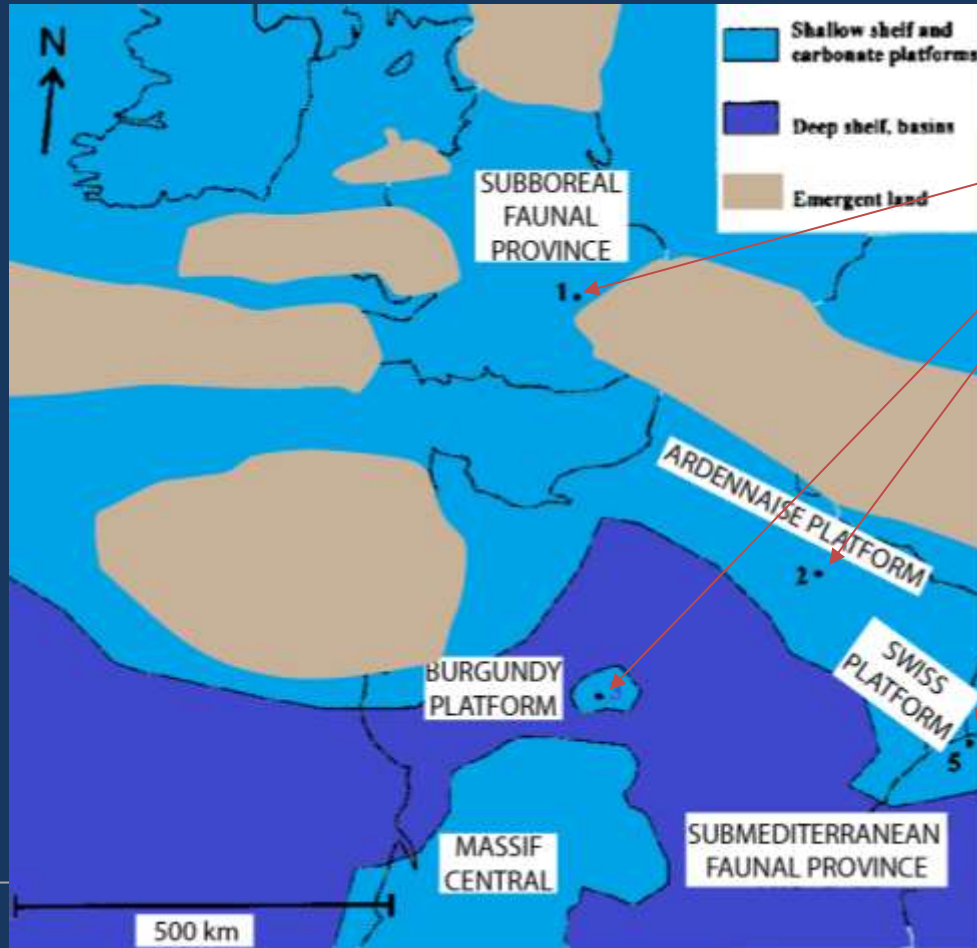 N
Shallow shelf and
carbonate platforms
Deep shelf, basins
Emergent land
SUBBOREAL
FAUNAL
PROVINCE
1
ARDENNAISE PLATFORM
2
SWISS
PLATFORM
BURGUNDY
PLATFORM
5
MASSIF
CENTRAL
SUBMEDITERRANEAN
FAUNAL PROVINCE
500 km